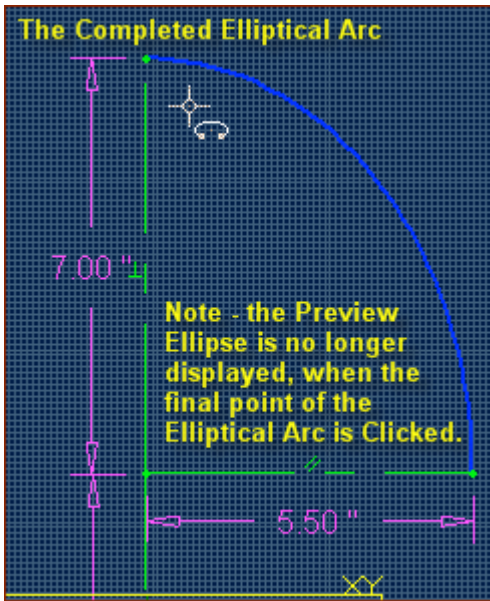 The Completed Elliptical Arc
7.00 "
Note - the Preview
Ellipse is no longer
displayed, when the
final point of the
Elliptical Arc is Clicked.
5.50 "
XY